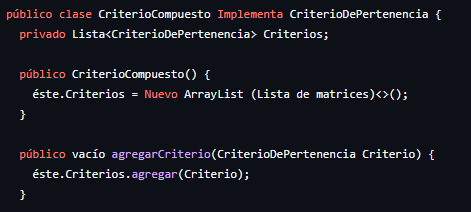 público clase CriterioCompuesto Implementa CriterioDePertenencia {
privado Lista<CriterioDePertenencia> Criterios;
público CriterioCompuesto() {
éste.Criterios = Nuevo ArrayList (Lista de matrices)<>();
}
público vacío agregarCriterio(CriterioDePertenencia Criterio) {
éste.Criterios.agregar(Criterio);
}